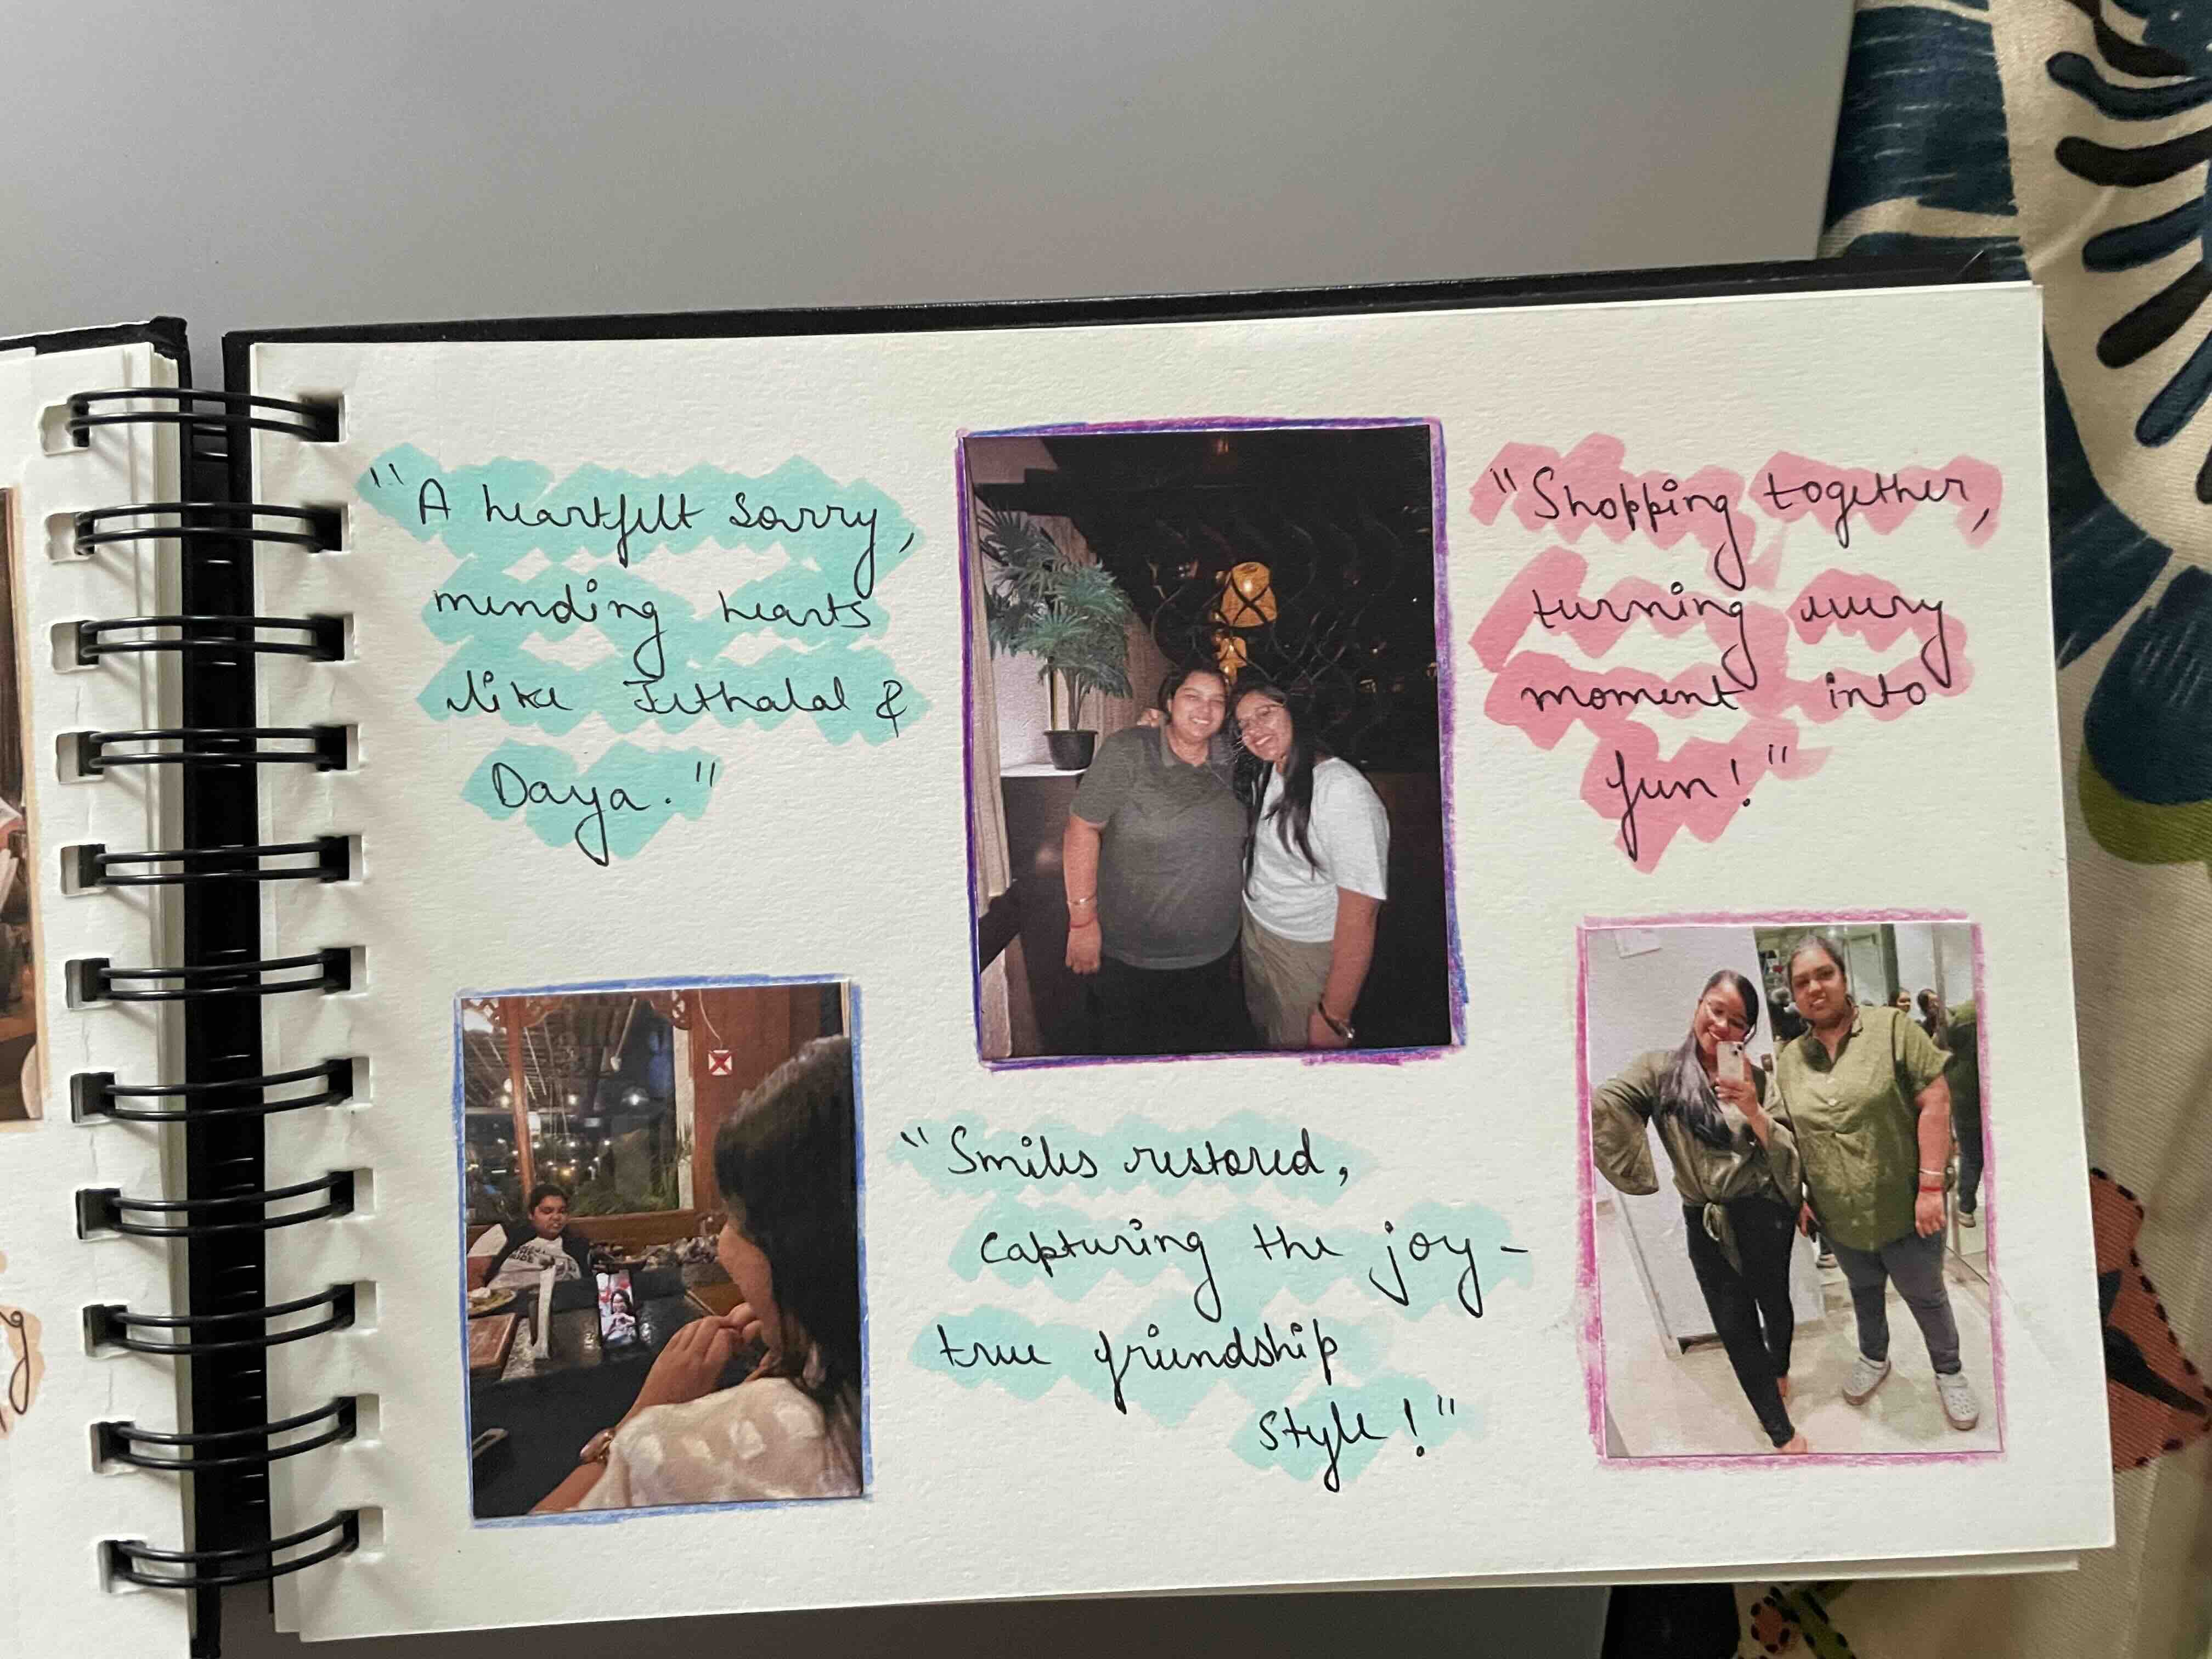 "A heartfelt sorry,
mending hearts
like Jethalal &
Daya."
"Smiles restored,
capturing the joy -
true friendship
style!"
"Shopping together,
turning every
moment into
fun!"